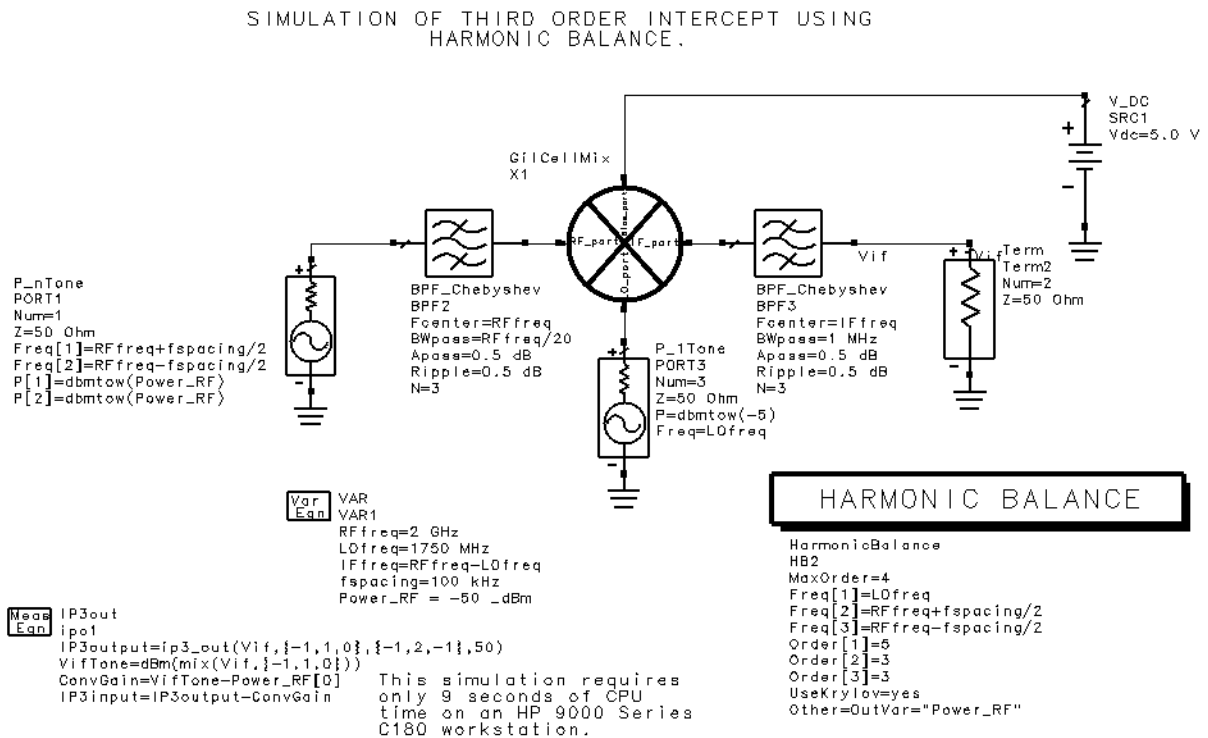 SIMULATION OF THIRD ORDER INTERCEPT USING
HARMONIC BALANCE.
V_DC
SRC1
Vdc=5.0 V
GilCellMix
X1
RF_port
IF_port
LO_port
P_nTone
PORT1
Num=1
Z=50 Ohm
Freq[1]=RFfreq+fspacing/2
Freq[2]=RFfreq-fspacing/2
P[1]=dbmtow(Power_RF)
P[2]=dbmtow(Power_RF)
BPF_Chebyshev
BPF2
Fcenter=RFfreq
BWpass=RFfreq/20
Apass=0.5 dB
Ripple=0.5 dB
N=3
P_1Tone
PORT3
Num=3
Z=50 Ohm
P=dbmtow(-5)
Freq=LOfreq
BPF_Chebyshev
BPF3
Fcenter=IFfreq
BWpass=1 MHz
Apass=0.5 dB
Ripple=0.5 dB
N=3
Vif
Vif
Term
Term2
Num=2
Z=50 Ohm
Var
Eqn
VAR
VAR1
RFfreq=2 GHz
LOfreq=1750 MHz
IFfreq=RFfreq-LOfreq
fspacing=100 kHz
Power_RF = -50 _dBm
HARMONIC BALANCE
HarmonicBalance
HB2
MaxOrder=4
Freq[1]=LOfreq
Freq[2]=RFfreq+fspacing/2
Freq[3]=RFfreq-fspacing/2
Order[1]=5
Order[2]=3
Order[3]=3
UseKrylov=yes
Other=OutVar="Power_RF"
Meas
Eqn
IP3out
ipo1
IP3output=ip3_out(Vif,{-1,1,0},{-1,2,-1},50)
VifTone=dBm(mix(Vif,{-1,1,0}))
ConvGain=VifTone-Power_RF[0]
IP3input=IP3output-ConvGain
This simulation requires
only 9 seconds of CPU
time on an HP 9000 Series
C180 workstation.